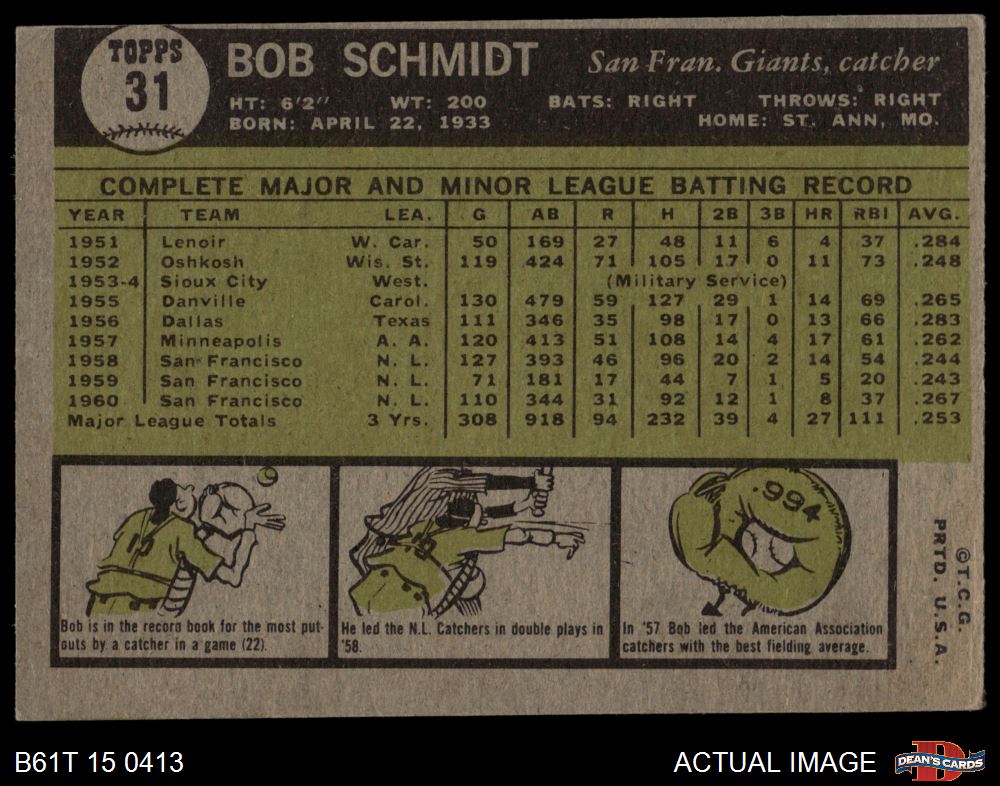 TOPPS
31
BOB SCHMIDT San Fran. Giants, catcher
HT: 6'2" WT: 200 BATS: RIGHT THROWS: RIGHT
BORN: APRIL 22, 1933 HOME: ST. ANN, MO.
COMPLETE MAJOR AND MINOR LEAGUE BATTING RECORD
YEAR TEAM LEA. G AB R H 2B 3B HR RBI AVG.
1951 Lenoir W. Car. 50 169 27 48 11 6 4 37 .284
1952 Oshkosh Wis. St. 119 424 71 105 17 0 11 73 .248
1953-4 Sioux City West. (Military Service)
1955 Danville Carol. 130 479 59 127 29 1 14 69 .265
1956 Dallas Texas 111 346 35 98 17 0 13 66 .283
1957 Minneapolis A. A. 120 413 51 108 14 4 17 61 .262
1958 San Francisco N. L. 127 393 46 96 20 2 14 54 .244
1959 San Francisco N. L. 71 181 17 44 7 1 5 20 .243
1960 San Francisco N. L. 110 344 31 92 12 1 8 37 .267
Major League Totals 3 Yrs. 308 918 94 232 39 4 27 111 .253
Bob is in the record book for the most put-
outs by a catcher in a game (22).
He led the N.L. Catchers in double plays in
'58.
.994
In '57 Bob led the American Association
catchers with the best fielding average.
©T.C.G.
PRTD. U.S.A.
B61T 15 0413 ACTUAL IMAGE
DEAN'S CARDS